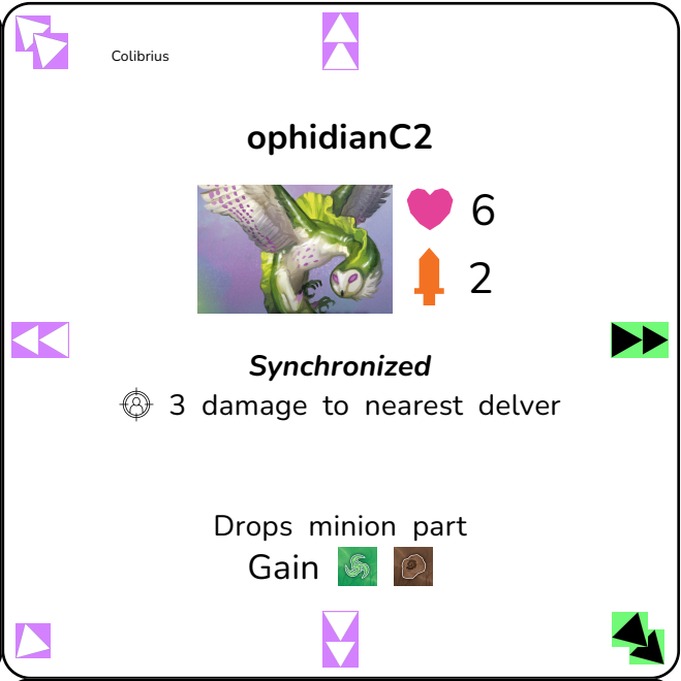 Colibrius
ophidianC2
6
2
Synchronized
3 damage to nearest delver
Drops minion part
Gain